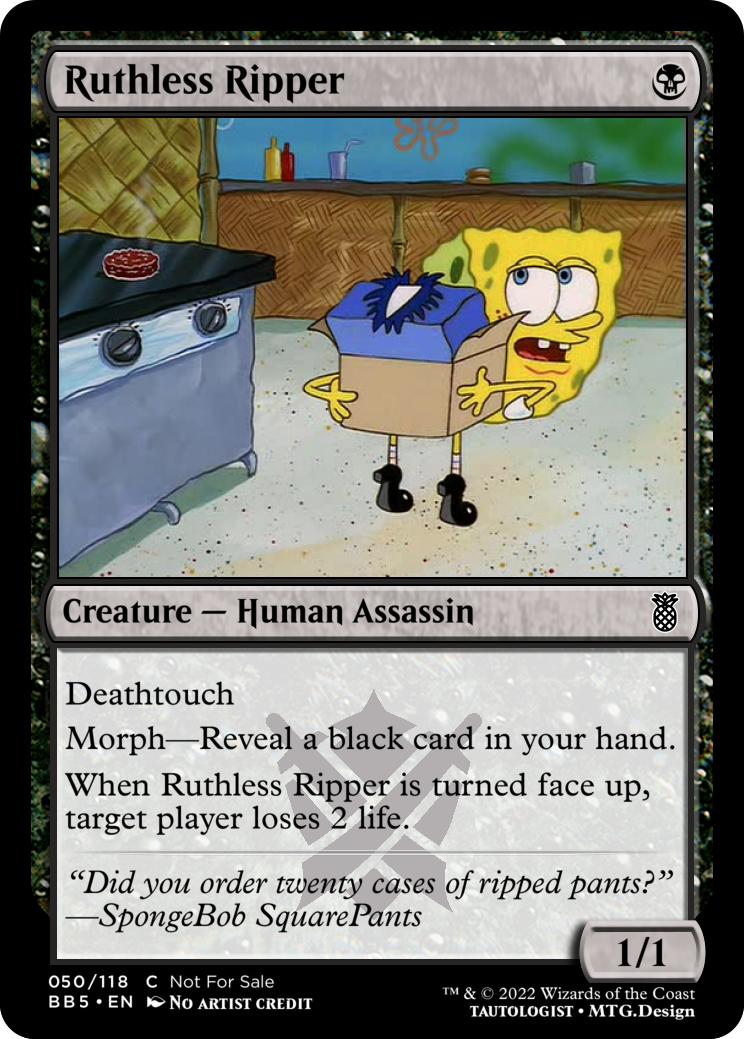 Ruthless Ripper
Creature — Human Assassin
Deathtouch
Morph—Reveal a black card in your hand.
When Ruthless Ripper is turned face up,
target player loses 2 life.
“Did you order twenty cases of ripped pants?”
—SpongeBob SquarePants
1/1
050/118 C Not For Sale
BB5 • EN No artist credit
™ & © 2022 Wizards of the Coast
TAUTOLOGIST • MTG.Design